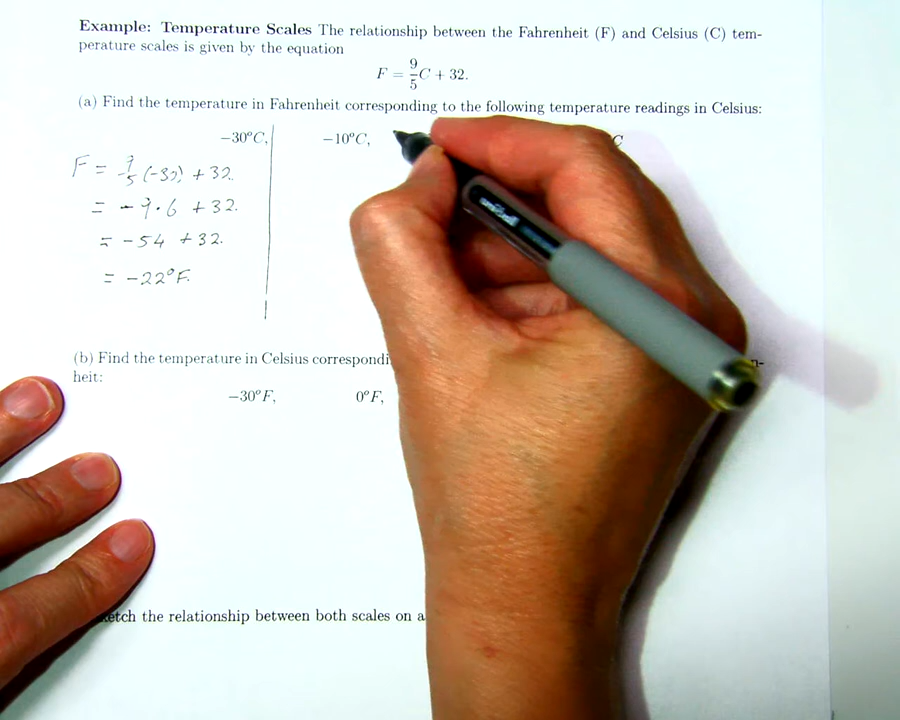 Example: Temperature Scales The relationship between the Fahrenheit (F) and Celsius (C) tem-
perature scales is given by the equation
F = 9/5 C + 32.
(a) Find the temperature in Fahrenheit corresponding to the following temperature readings in Celsius:
−30°C, −10°C, C
F = 9/5 (-30) + 32.
= - 9·6 + 32.
= -54 + 32.
= -22°F.
(b) Find the temperature in Celsius correspondi n-
heit:
−30°F, 0°F,
etch the relationship between both scales on a